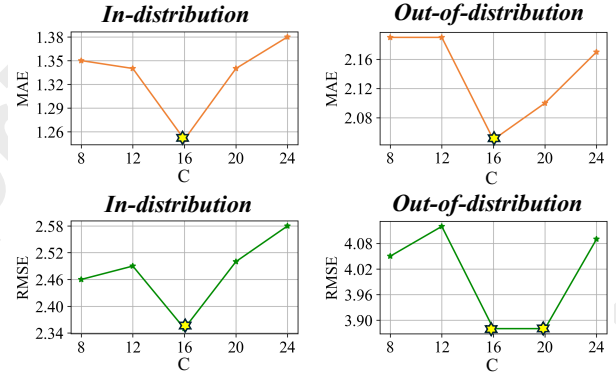 In-distribution
Out-of-distribution
1.38
1.35
1.32
1.29
1.26
MAE
8 12 16 20 24
C
2.16
2.12
2.08
MAE
8 12 16 20 24
C
In-distribution
Out-of-distribution
2.58
2.52
2.46
2.40
2.34
RMSE
8 12 16 20 24
C
4.08
4.02
3.96
3.90
RMSE
8 12 16 20 24
C